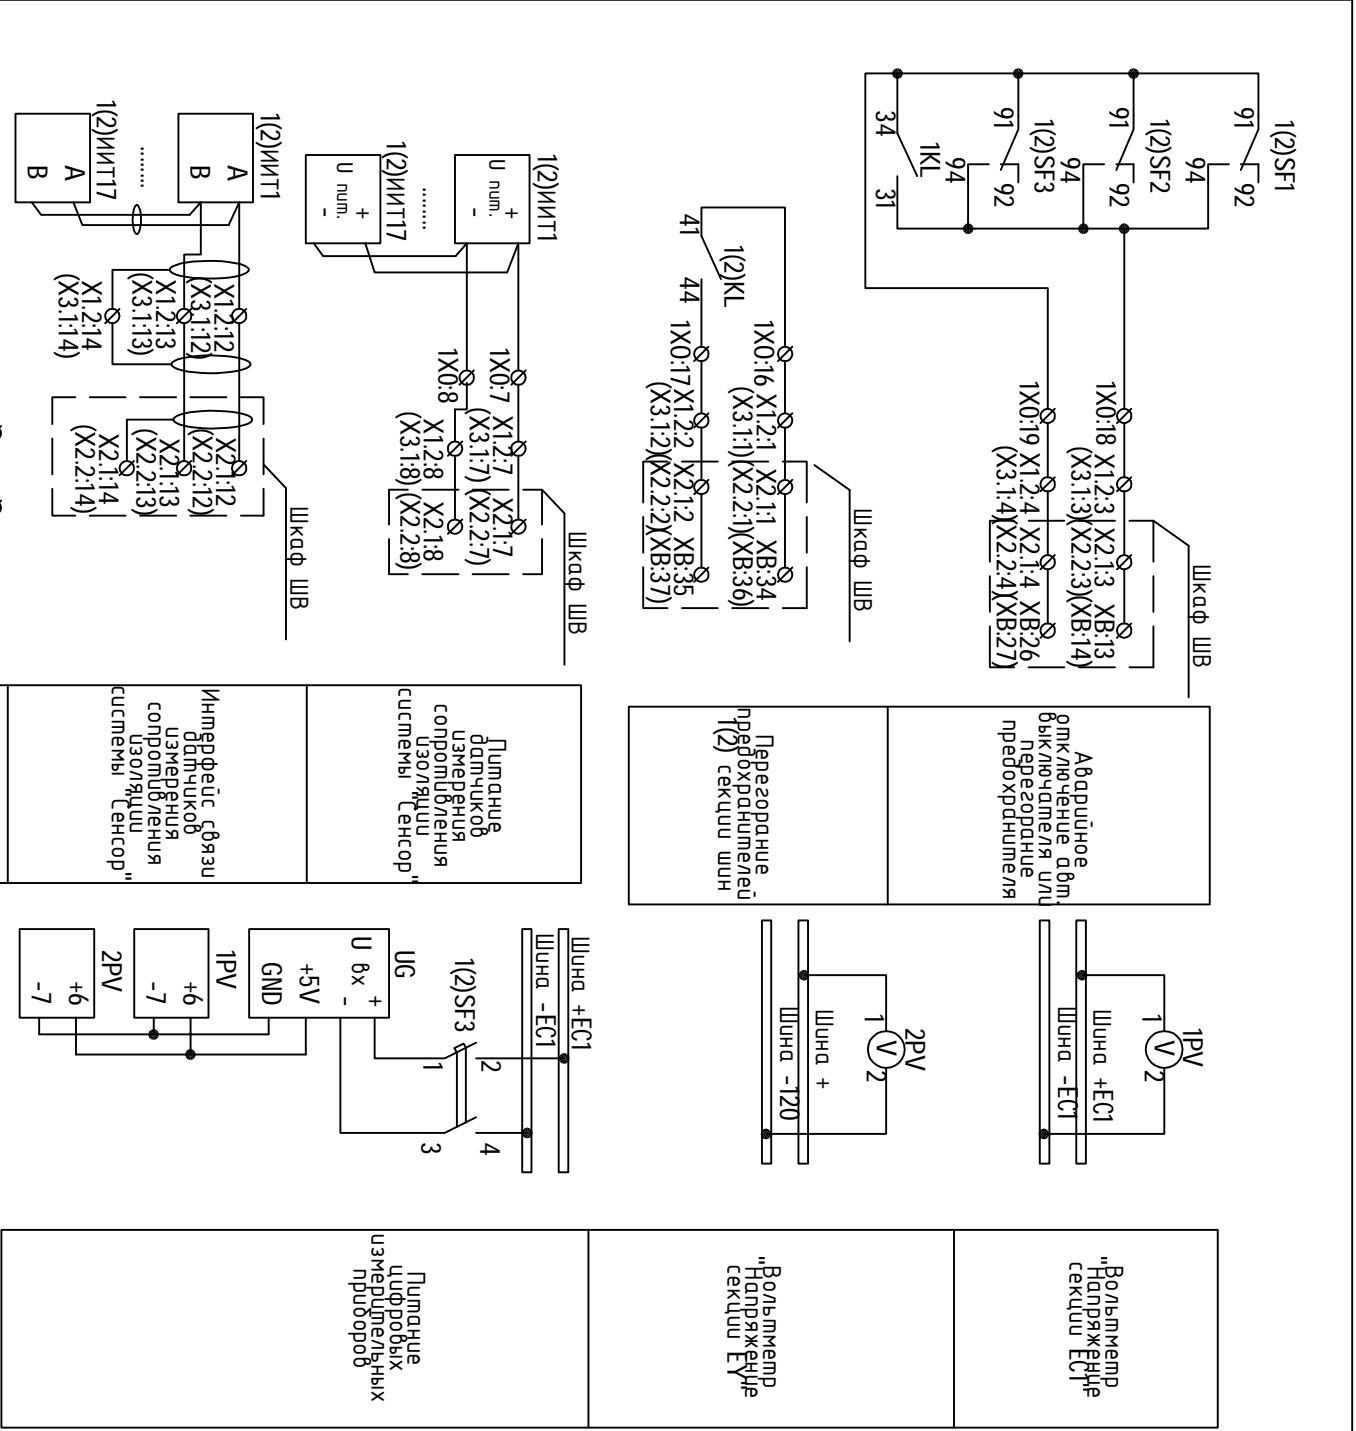 1(2)SF1
91
92
94
1(2)SF2
91
92
94
1(2)SF3
91
92
94
1KL
34
31
1X0:18 X1.2:3 X2.1:3 XB:13
(X3.1:3)(X2.2:3)(XB:14)
1X0:19 X1.2:4 X2.1:4 XB:26
(X3.1:4)(X2.2:4)(XB:27)
Шкаф ШВ
Аварийное
отключение авт.
выключателя или
перегорание
предохранителя
1(2)KL
41
44
1X0:16 X1.2:1 X2.1:1 XB:34
(X3.1:1)(X2.2:1)(XB:36)
1X0:17 X1.2:2 X2.1:2 XB:35
(X3.1:2)(X2.2:2)(XB:37)
Шкаф ШВ
Перегорание
предохранителей
1(2) секции шин
1(2)ИИТ1
+
U пит.
-
.........
1(2)ИИТ17
+
U пит.
-
1X0:7 X1.2:7 X2.1:7
(X3.1:7) (X2.2:7)
1X0:8 X1.2:8 X2.1:8
(X3.1:8) (X2.2:8)
Шкаф ШВ
Питание
датчиков
измерения
сопротивления
изоляции
системы "Сенсор"
1(2)ИИТ1
A
B
.........
1(2)ИИТ17
A
B
X1.2:12 X2.1:12
(X3.1:12) (X2.2:12)
X1.2:13 X2.1:13
(X3.1:13) (X2.2:13)
X1.2:14 X2.1:14
(X3.1:14) (X2.2:14)
Шкаф ШВ
Интерфейс связи
датчиков
измерения
сопротивления
изоляции
системы "Сенсор"
1PV
1 V 2
Шина +EC1
Шина -EC1
"Вольтметр
Напряжение
секции EC1"
2PV
1 V 2
Шина +
Шина -120
"Вольтметр
Напряжение
секции EY"
Шина +EC1
Шина -EC1
1(2)SF3
1 2
3 4
UG
+
U вх
-
+5V
GND
1PV
+6
-7
2PV
+6
-7
Питание
цифровых
измерительных
приборов